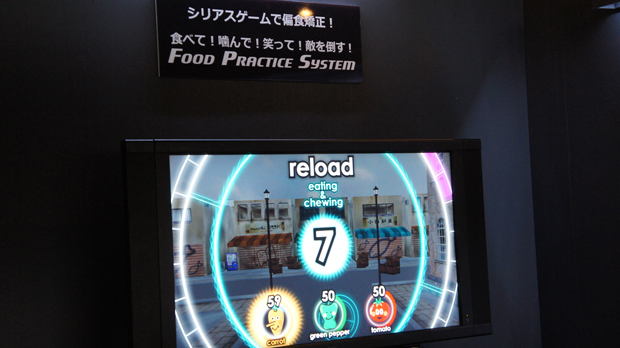 シリアスゲームで偏食矯正!
食べて!噛んで!笑って!敵を倒す!
FOOD PRACTICE SYSTEM
reload
eating
&
chewing
7
59
50
50
carrot
green pepper
tomato